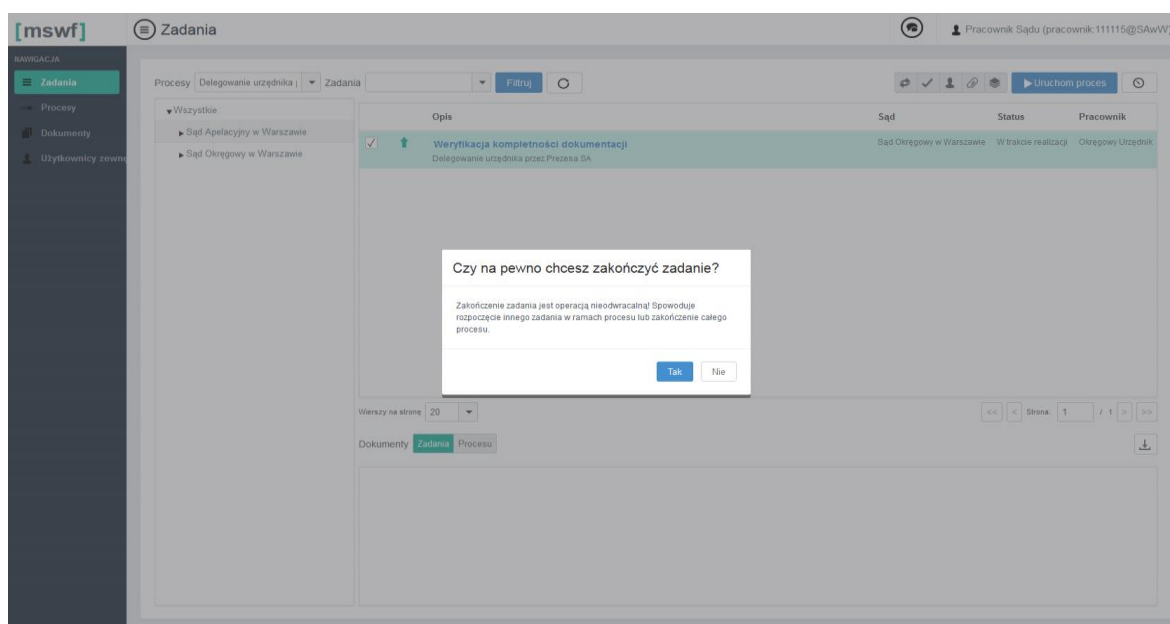 [mswf]
Zadania
Pracownik Sądu (pracownik:111115@SAwW)
NAWIGACJA
Zadania
Procesy
Dokumenty
Użytkownicy zewnę
Procesy Delegowanie urzędnika j Zadania Filtruj Uruchom proces
Wszystkie
Sąd Apelacyjny w Warszawie
Sąd Okręgowy w Warszawie
Opis Sąd Status Pracownik
Weryfikacja kompletności dokumentacji Sąd Okręgowy w Warszawie W trakcie realizacji Okręgowy Urzędnik
Delegowanie urzędnika przez Prezesa SA
Czy na pewno chcesz zakończyć zadanie?
Zakończenie zadania jest operacją nieodwracalną! Spowoduje
rozpoczęcie innego zadania w ramach procesu lub zakończenie całego
procesu.
Tak Nie
Wierszy na stronę 20 << < Strona: 1 / 1 > >>
Dokumenty Zadania Procesu